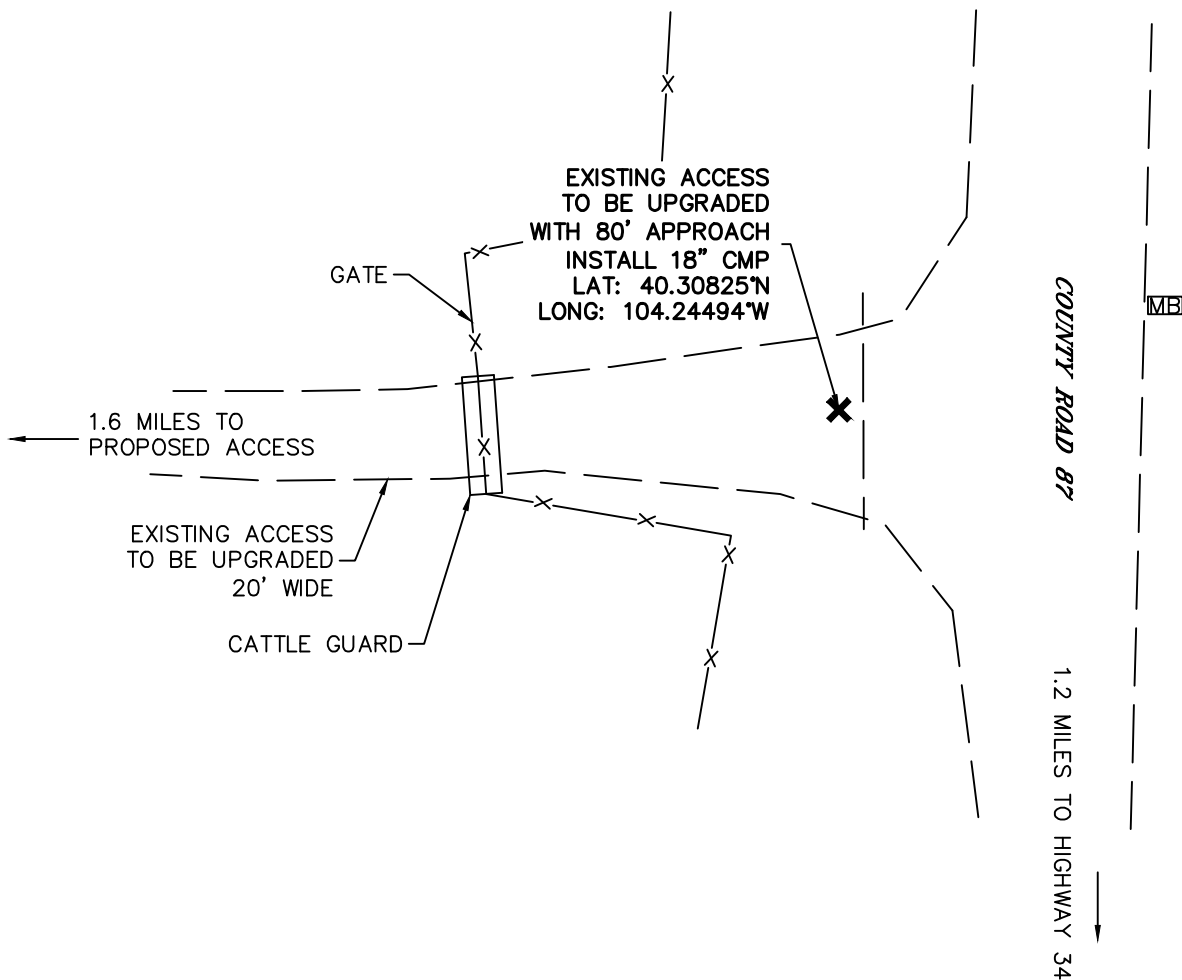 EXISTING ACCESS
TO BE UPGRADED
WITH 80' APPROACH
INSTALL 18" CMP
LAT: 40.30825°N
LONG: 104.24494°W
GATE
COUNTY ROAD 87
MB
1.6 MILES TO
PROPOSED ACCESS
EXISTING ACCESS
TO BE UPGRADED
20' WIDE
CATTLE GUARD
1.2 MILES TO HIGHWAY 34